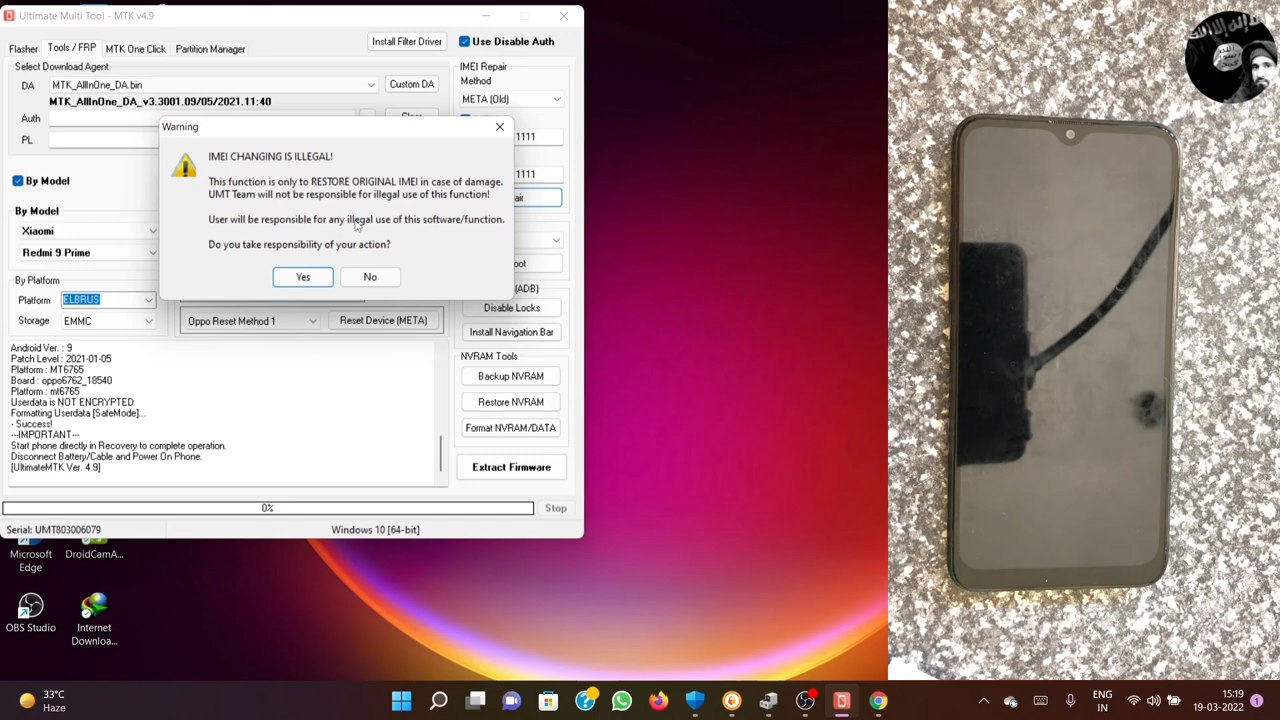 Ultimate Multi Tool - MTK v4.9
Flasher
Tools / FRP
MTK One Click
Partition Manager
Install Filter Driver
Use Disable Auth
Select Download Agent
DA
MTK_AllInOne_DA.bin
Custom DA
MTK_AllInOne_DA_v3.3001.09/05/2021.11:40
Auth
PL
IMEI Repair
Method
META (Old)
1111
1111
Warning
IMEI CHANGING IS ILLEGAL!
This function is only to RESTORE ORIGINAL IMEI in case of damage.
UMT Team will not be responsible for illegal use of this function!
User will be responsible for any illegal use of this software/function.
Do you take responsibility of your action?
Yes
No
By Model
By Model
Xiaomi
Redmi 9 Prime
By Platform
Platform
ELBRUS
Storage
EMMC
Oppo Reset Method 1
Reset Device (META)
(ADB)
Disable Locks
Install Navigation Bar
NVRAM Tools
Backup NVRAM
Restore NVRAM
Format NVRAM/DATA
Extract Firmware
Android Ver. : 9
Patch Level : 2021-01-05
Platform : MT6765
Board : oppo6762_18540
Platform : mt6765
Userdata is NOT ENCRYPTED
Formatting Userdata [SafeMode]...
- Success!
---IMPORTANT---
Start phone directly in Recovery to complete operation.
Disconnect Battery/Cable and Power On Phone.
[UltimateMTK Ver. 4.9]
0%
Stop
Serial: UMT803006079
Windows 10 [64-bit]
Microsoft
Edge
DroidCamA...
OBS Studio
Internet
Downloa...
33°C
Haze
ENG
IN
15:19
19-03-2022
1